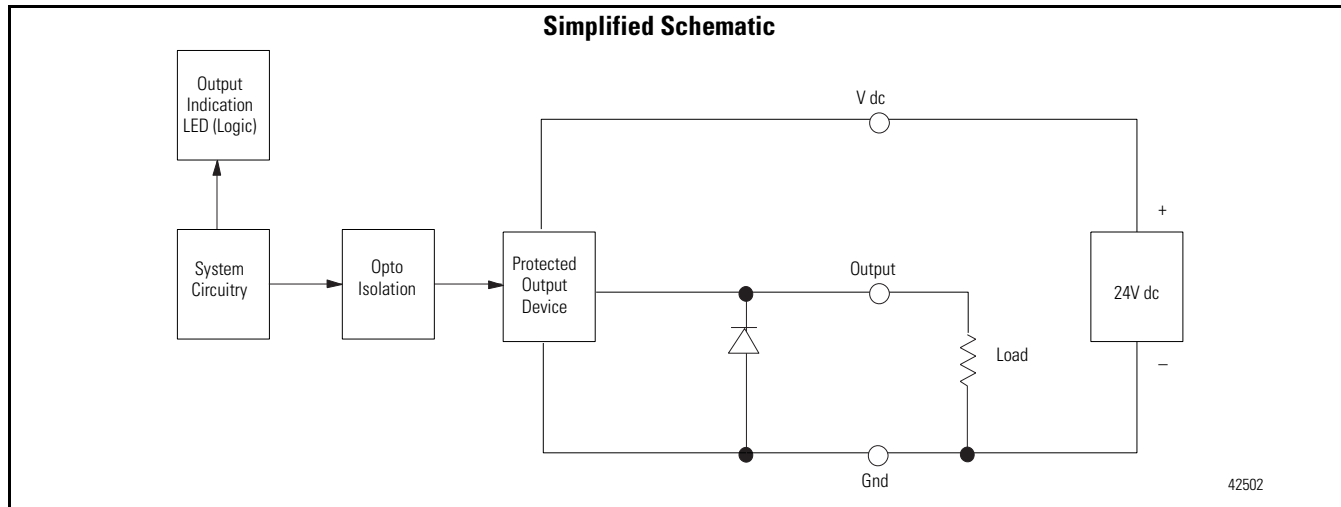 Simplified Schematic
Output
Indication
LED (Logic)
V dc
+
System
Circuitry
Opto
Isolation
Protected
Output
Device
Output
24V dc
Load
–
Gnd
42502